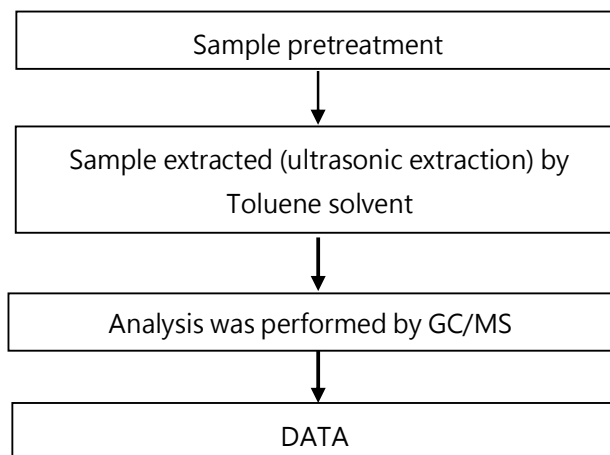 Sample pretreatment
Sample extracted (ultrasonic extraction) by
Toluene solvent
Analysis was performed by GC/MS
DATA